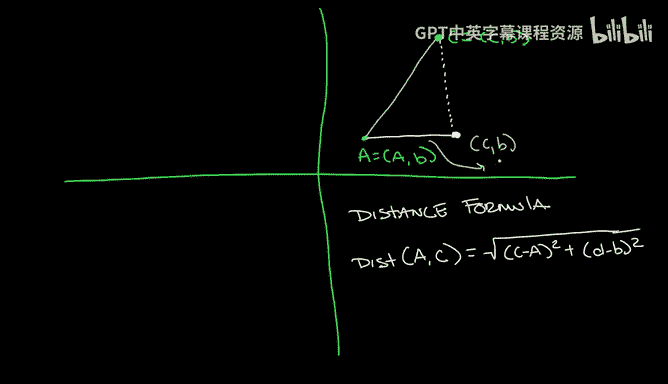 GPT中英字幕课程资源 bilibili
A=(A,b)
(c,b)
DISTANCE FORMULA
Dist(A,C)=√(C-A)²+(d-b)²